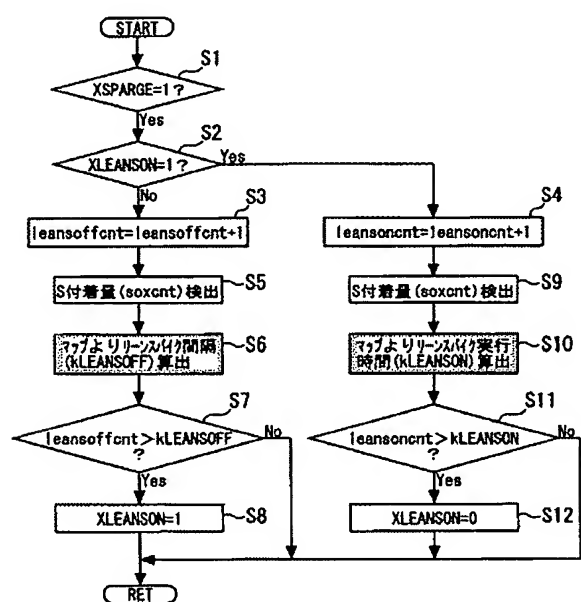 START
S1
XSPARGE=1?
Yes
S2
XLEANSON=1?
Yes
No
S3
leansoffcnt=leansoffcnt+1
S4
leansoncnt=leansoncnt+1
S5
S付着量(soxcnt)検出
S9
S付着量(soxcnt)検出
S6
マップよりリーンスパイク間隔
(kLEANSOFF)算出
S10
マップよりリーンスパイク実行
時間(kLEANSON)算出
S7
leansoffcnt>kLEANSOFF
?
No
Yes
S11
leansoncnt>kLEANSON
?
No
Yes
S8
XLEANSON=1
S12
XLEANSON=0
RET